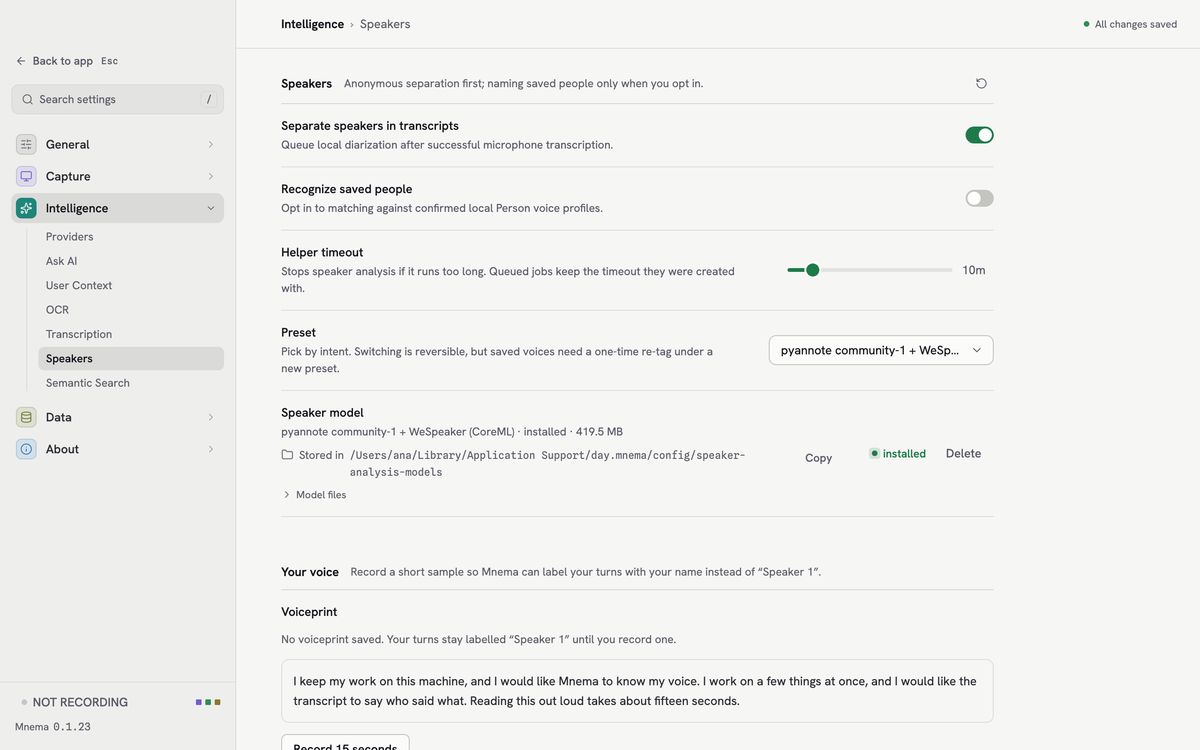 Intelligence › Speakers
All changes saved
Back to app Esc
Search settings /
General
Capture
Intelligence
Providers
Ask AI
User Context
OCR
Transcription
Speakers
Semantic Search
Data
About
NOT RECORDING
Mnema 0.1.23
Speakers Anonymous separation first; naming saved people only when you opt in.
Separate speakers in transcripts
Queue local diarization after successful microphone transcription.
Recognize saved people
Opt in to matching against confirmed local Person voice profiles.
Helper timeout
Stops speaker analysis if it runs too long. Queued jobs keep the timeout they were created
with.
10m
Preset
Pick by intent. Switching is reversible, but saved voices need a one-time re-tag under a
new preset.
pyannote community-1 + WeSp...
Speaker model
pyannote community-1 + WeSpeaker (CoreML) · installed · 419.5 MB
Stored in /Users/ana/Library/Application Support/day.mnema/config/speaker-
analysis-models
Copy
installed
Delete
Model files
Your voice Record a short sample so Mnema can label your turns with your name instead of “Speaker 1”.
Voiceprint
No voiceprint saved. Your turns stay labelled “Speaker 1” until you record one.
I keep my work on this machine, and I would like Mnema to know my voice. I work on a few things at once, and I would like the
transcript to say who said what. Reading this out loud takes about fifteen seconds.
Record 15 seconds